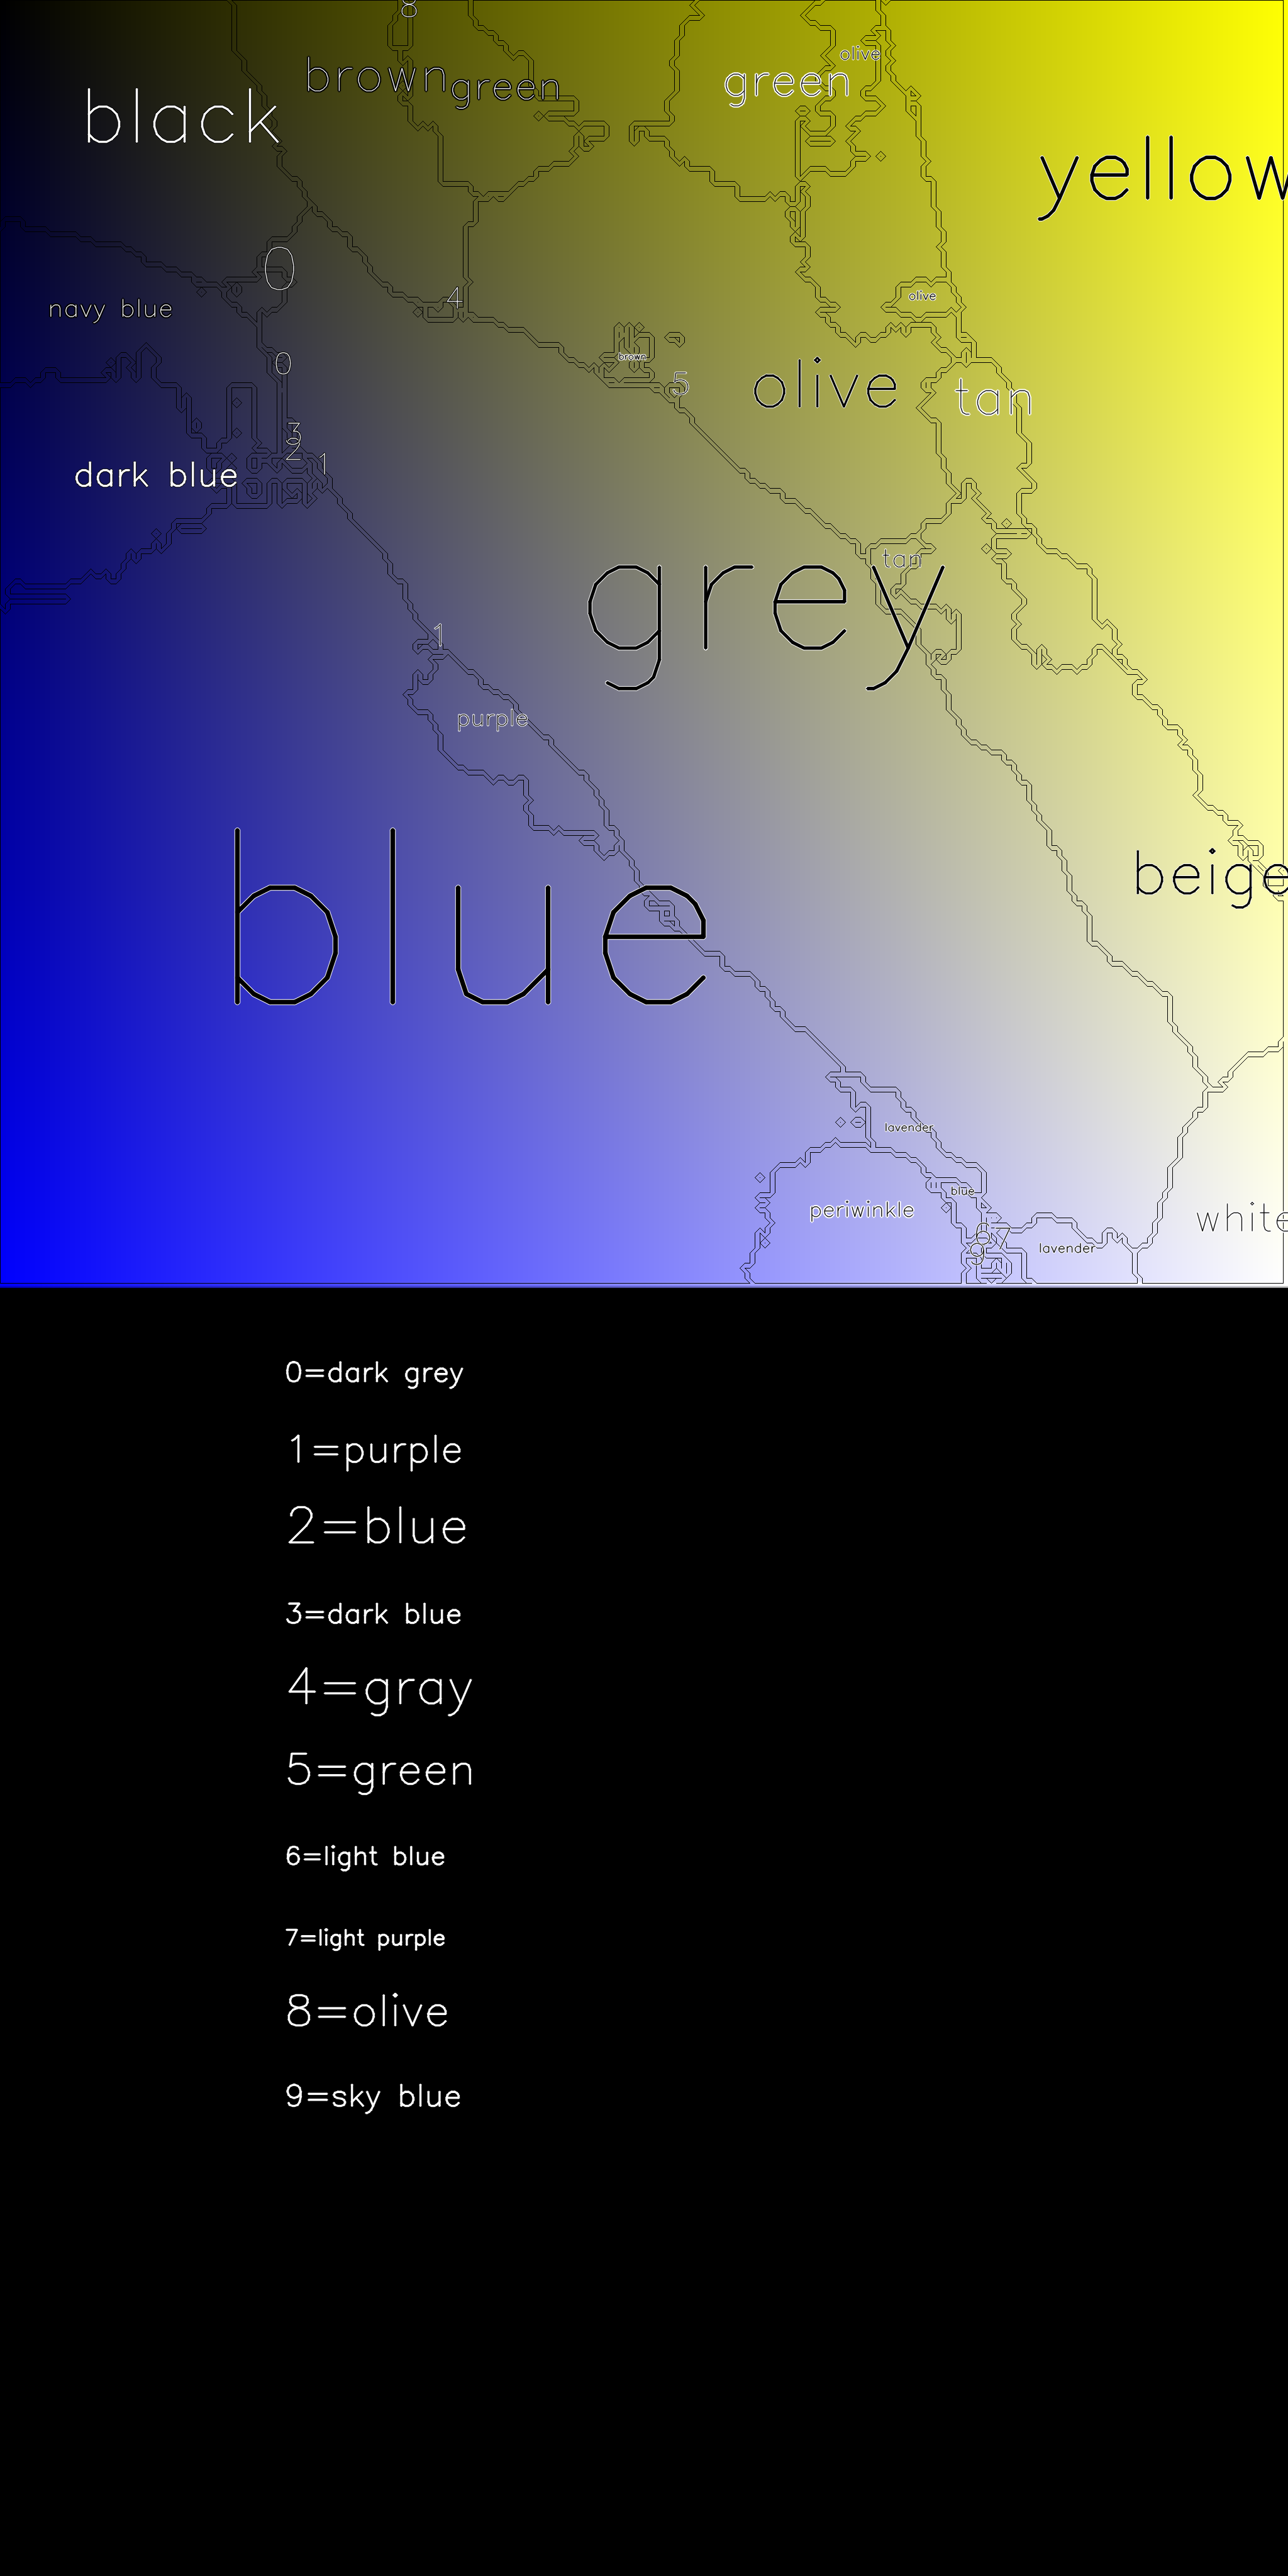 8
olive
brown
green
green
black
yellow
0
4
olive
navy blue
brown
0
5
olive
tan
3
2
1
dark blue
tan
grey
1
purple
beige
blue
lavender
blue
periwinkle
white
6
7
9
lavender
0=dark grey
1=purple
2=blue
3=dark blue
4=gray
5=green
6=light blue
7=light purple
8=olive
9=sky blue